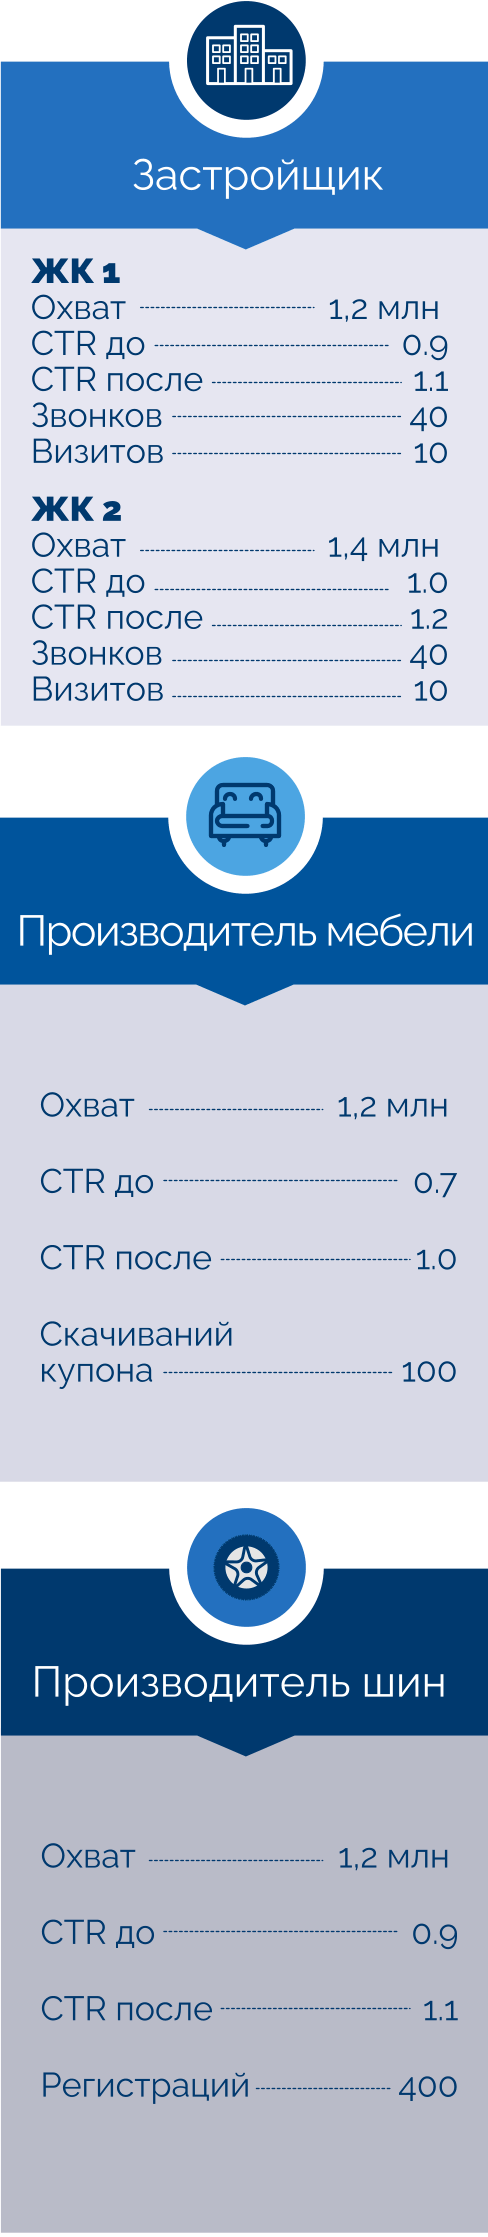 Застройщик
ЖК 1
Охват 1,2 млн
CTR до 0.9
CTR после 1.1
Звонков 40
Визитов 10
ЖК 2
Охват 1,4 млн
CTR до 1.0
CTR после 1.2
Звонков 40
Визитов 10
Производитель мебели
Охват 1,2 млн
CTR до 0.7
CTR после 1.0
Скачиваний
купона 100
Производитель шин
Охват 1,2 млн
CTR до 0.9
CTR после 1.1
Регистраций 400